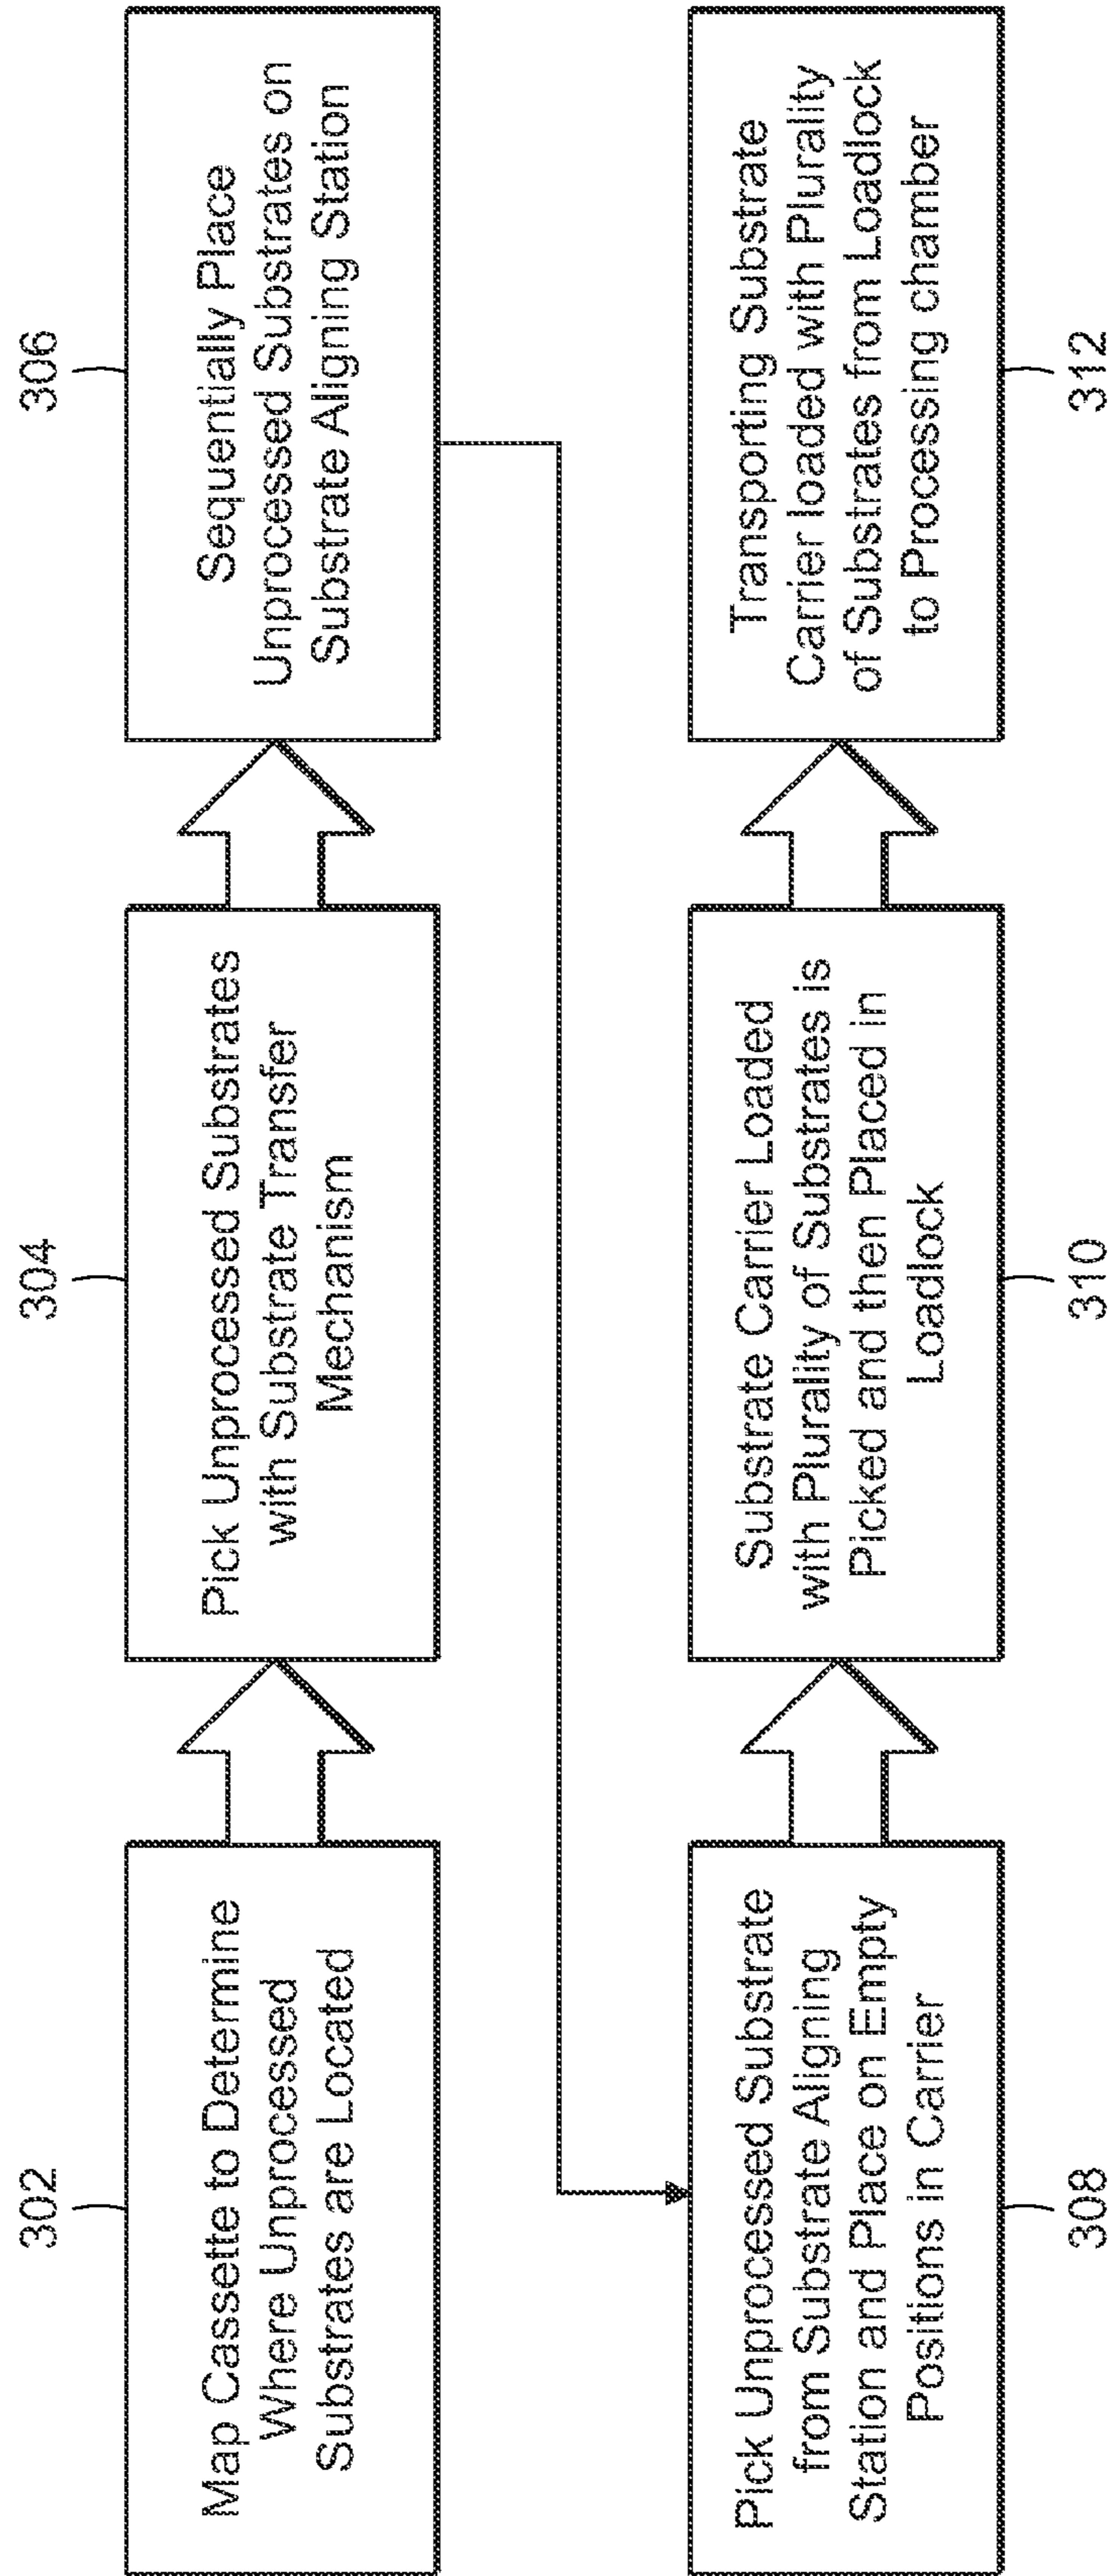 302
Map Cassette to Determine
Where Unprocessed
Substrates are Located
304
Pick Unprocessed Substrates
with Substrate Transfer
Mechanism
306
Sequentially Place
Unprocessed Substrates on
Substrate Aligning Station
Pick Unprocessed Substrate
from Substrate Aligning
Station and Place on Empty
Positions in Carrier
308
Substrate Carrier Loaded
with Plurality of Substrates is
Picked and then Placed in
Loadlock
310
Transporting Substrate
Carrier loaded with Plurality
of Substrates from Loadlock
to Processing chamber
312